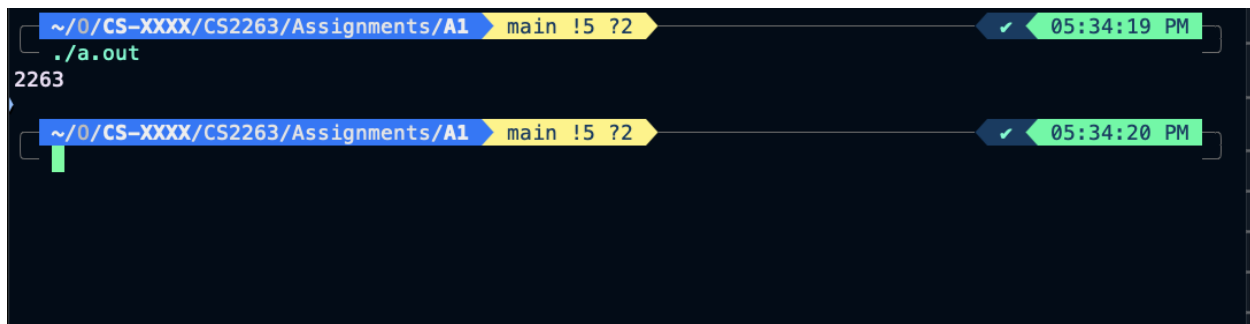 ~/O/CS-XXXX/CS2263/Assignments/A1 main !5 ?2 ✔ 05:34:19 PM
./a.out
2263
~/O/CS-XXXX/CS2263/Assignments/A1 main !5 ?2 ✔ 05:34:20 PM